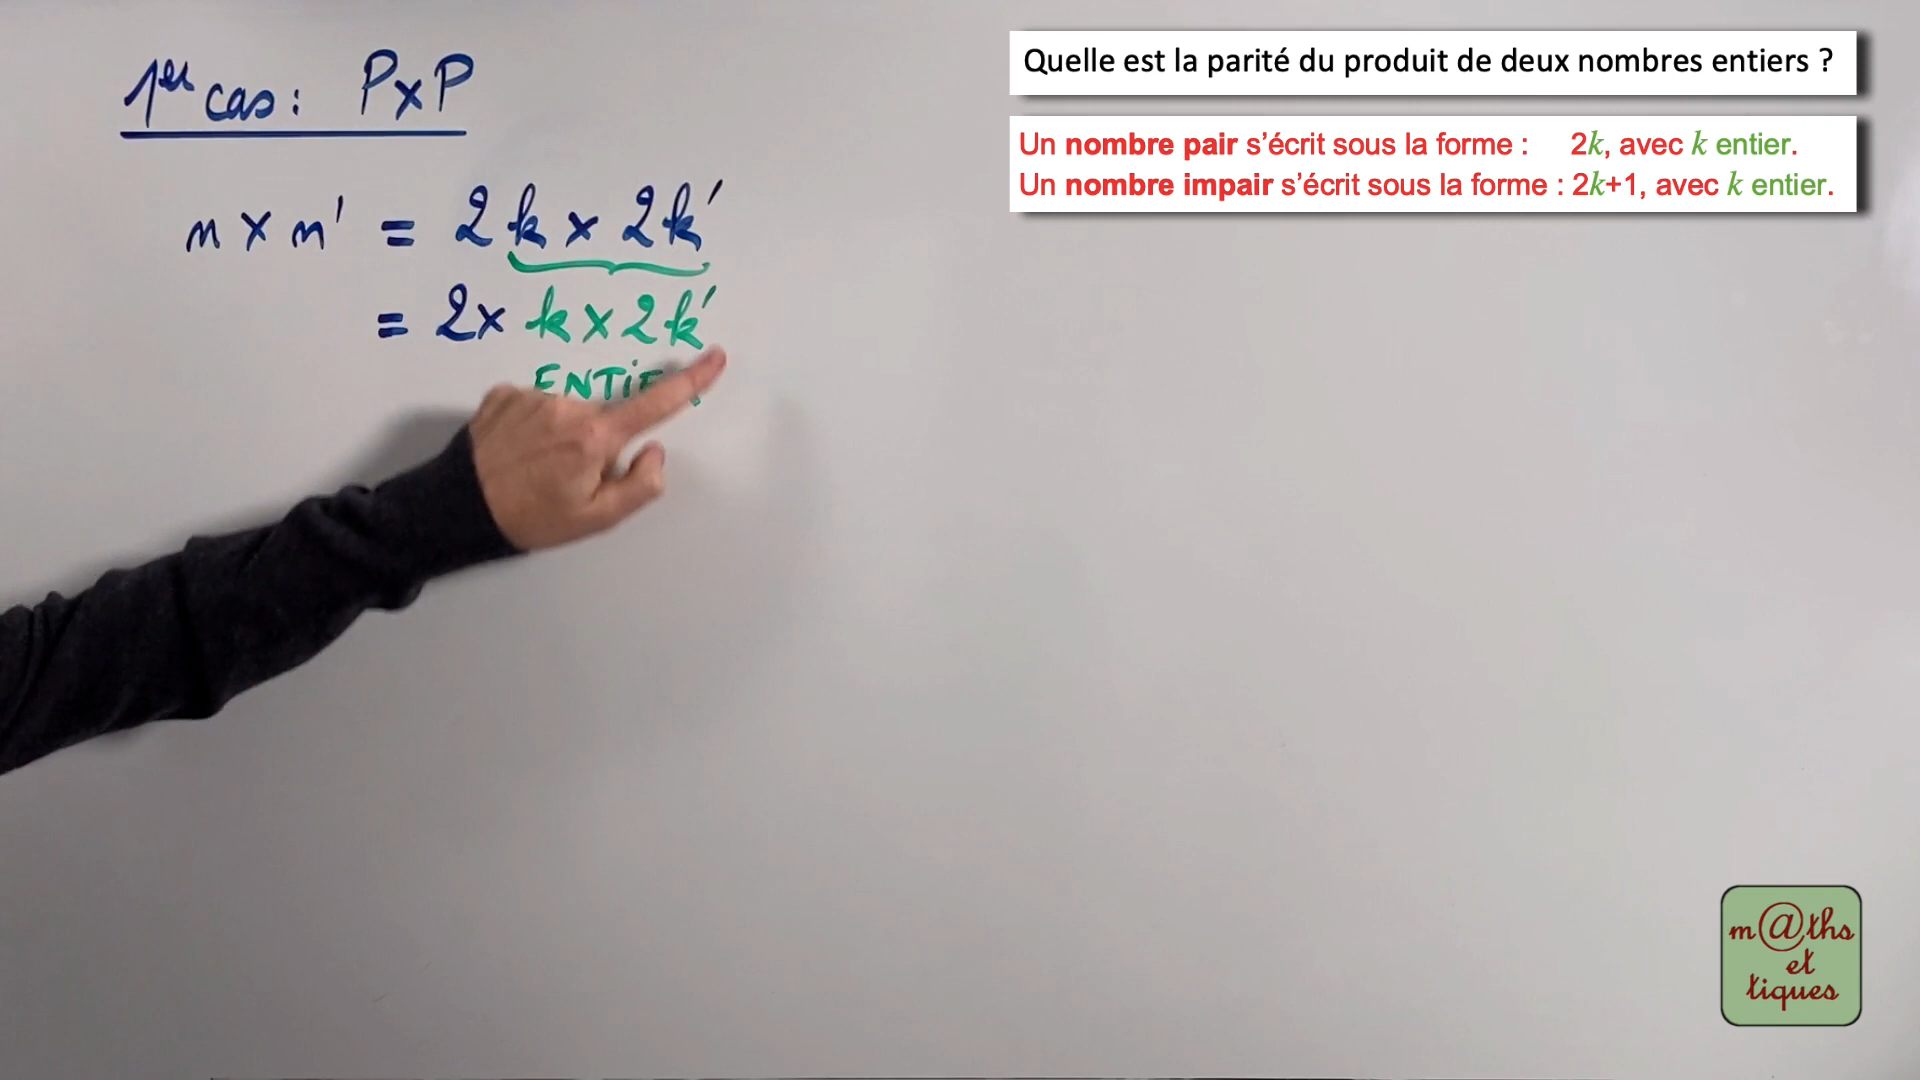 1er cas : P x P
n x n' = 2k x 2k'
= 2x k x 2k'
Quelle est la parité du produit de deux nombres entiers ?
Un nombre pair s’écrit sous la forme : 2k, avec k entier.
Un nombre impair s’écrit sous la forme : 2k+1, avec k entier.
m@ths
et
tiques